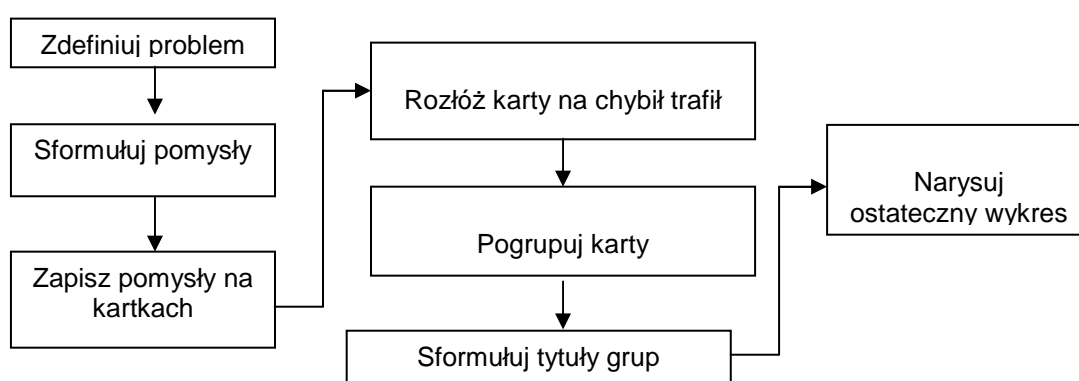 Zdefiniuj problem
Sformułuj pomysły
Zapisz pomysły na
kartkach
Rozłóż karty na chybił trafił
Pogrupuj karty
Sformułuj tytuły grup
Narysuj
ostateczny wykres